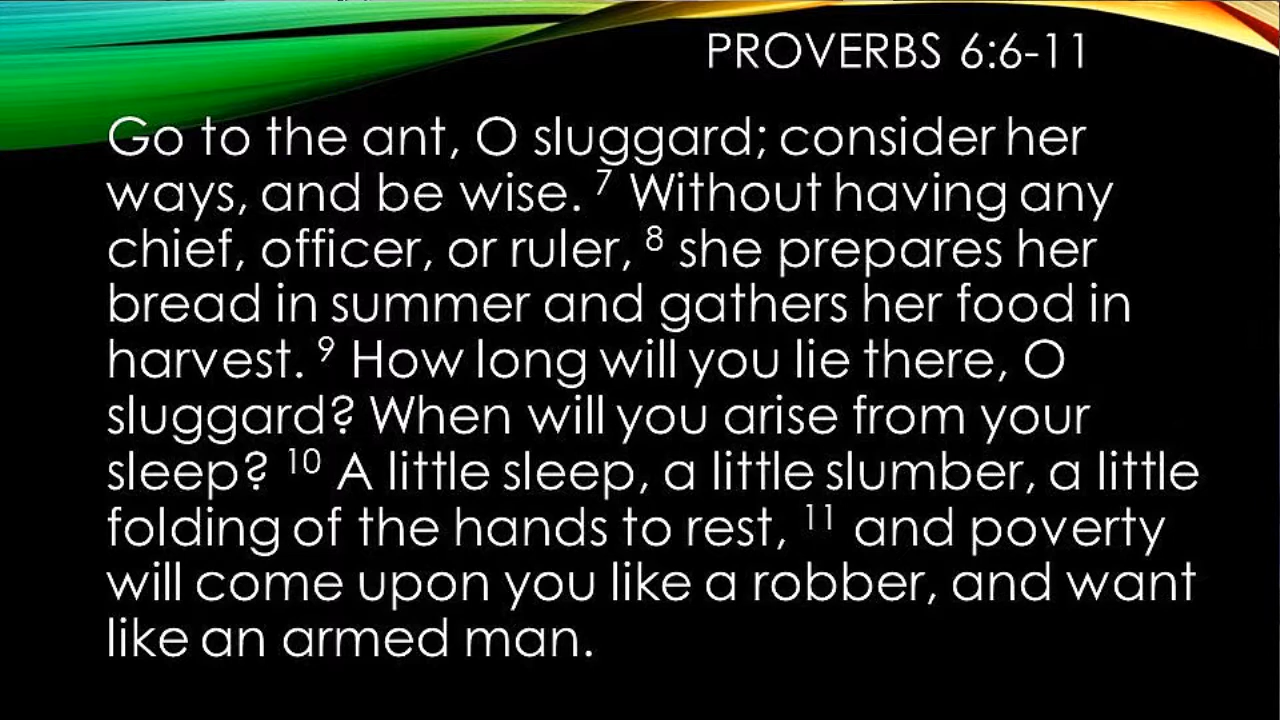 PROVERBS 6:6-11
Go to the ant, O sluggard; consider her
ways, and be wise. ⁷ Without having any
chief, officer, or ruler, ⁸ she prepares her
bread in summer and gathers her food in
harvest. ⁹ How long will you lie there, O
sluggard? When will you arise from your
sleep? ¹⁰ A little sleep, a little slumber, a little
folding of the hands to rest, ¹¹ and poverty
will come upon you like a robber, and want
like an armed man.